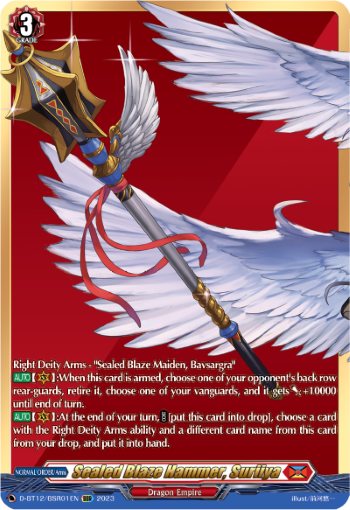 3
GRADE
Right Deity Arms - "Sealed Blaze Maiden, Bavsargra"
AUTO【】:When this card is armed, choose one of your opponent's back row
rear-guards, retire it, choose one of your vanguards, and it gets +10000
until end of turn.
AUTO【】:At the end of your turn, [put this card into drop], choose a card
with the Right Deity Arms ability and a different card name from this card
from your drop, and put it into hand.
NORMAL ORDER/Arms Sealed Blaze Hammer, Suriiya
D-BT12/DSR01EN 2023 Dragon Empire